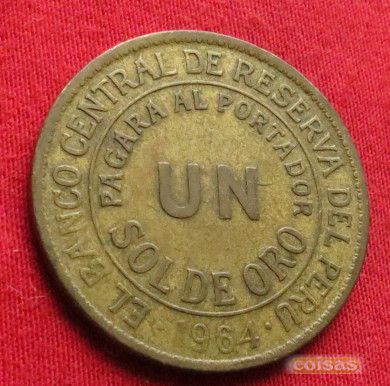 EL BANCO CENTRAL DE RESERVA DEL PERU
PAGARA AL PORTADOR
UN
SOL DE ORO
· 1964 ·
coisas